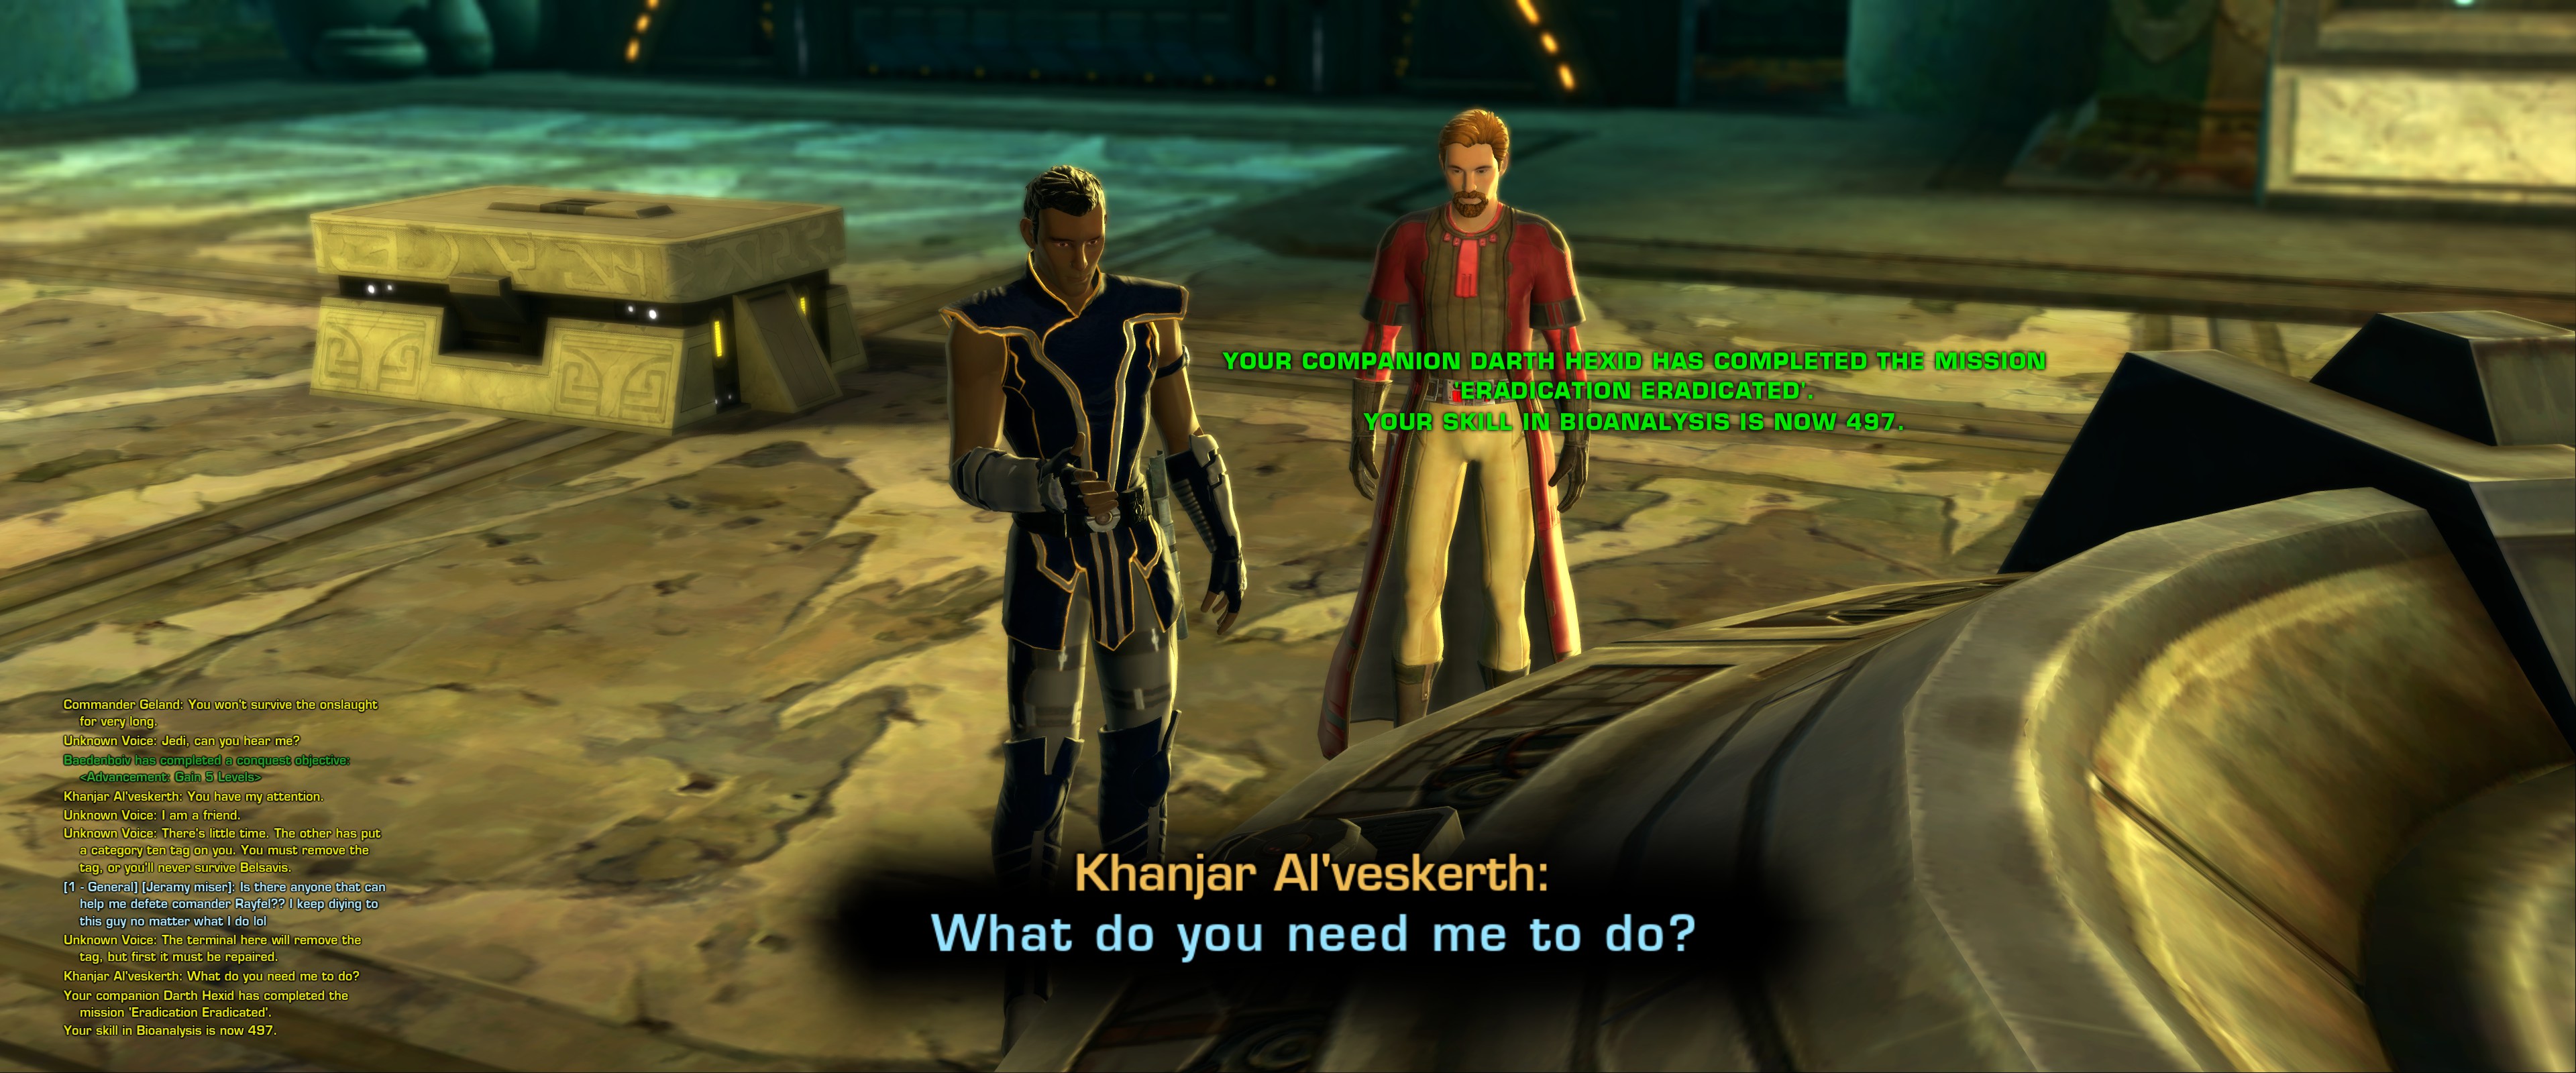 YOUR COMPANION DARTH HEXID HAS COMPLETED THE MISSION
'ERADICATION ERADICATED'.
YOUR SKILL IN BIOANALYSIS IS NOW 497.
Commander Geland: You won't survive the onslaught
for very long.
Unknown Voice: Jedi, can you hear me?
Baedenboiv has completed a conquest objective:
<Advancement: Gain 5 Levels>
Khanjar Al'veskerth: You have my attention.
Unknown Voice: I am a friend.
Unknown Voice: There's little time. The other has put
a category ten tag on you. You must remove the
tag, or you'll never survive Belsavis.
[1 - General] [Jeramy miser]: Is there anyone that can
help me defete comander Rayfel?? I keep diying to
this guy no matter what I do lol
Unknown Voice: The terminal here will remove the
tag, but first it must be repaired.
Khanjar Al'veskerth: What do you need me to do?
Your companion Darth Hexid has completed the
mission 'Eradication Eradicated'.
Your skill in Bioanalysis is now 497.
Khanjar Al'veskerth:
What do you need me to do?